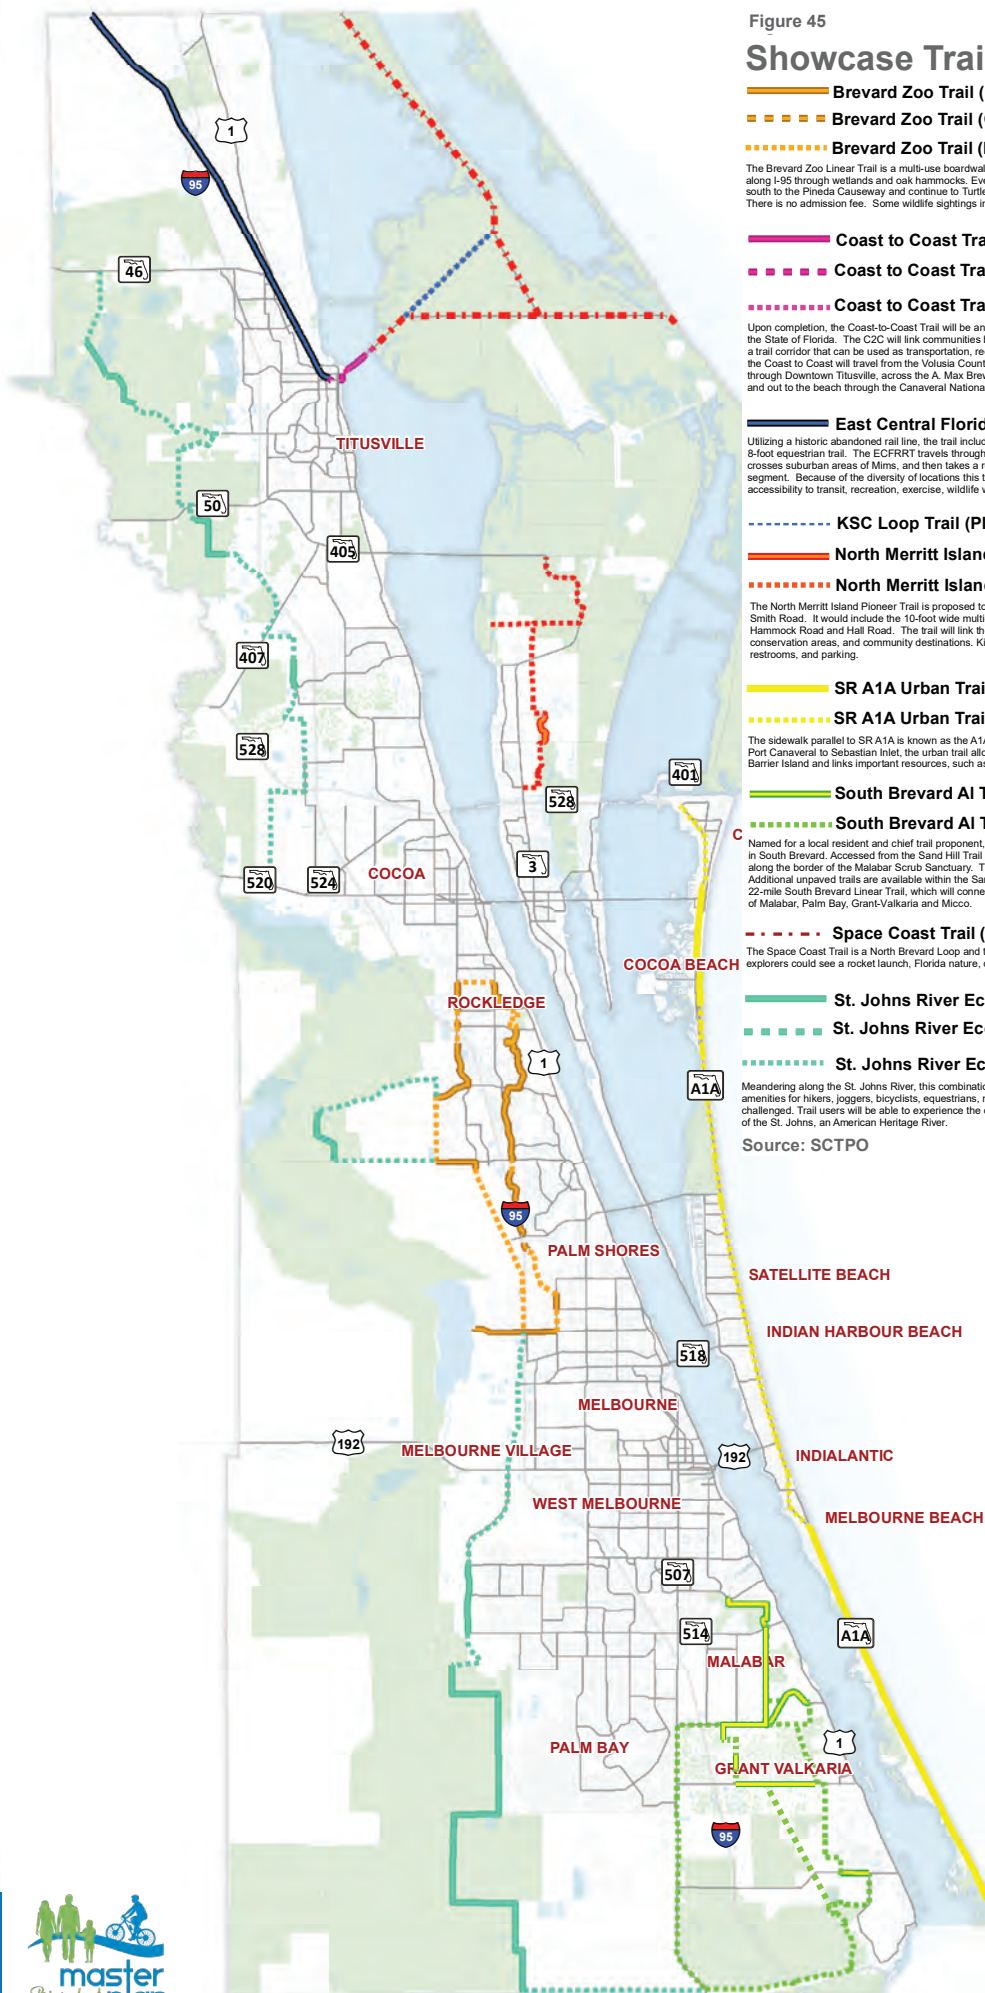 Figure 45
Showcase Trai
Brevard Zoo Trail (
Brevard Zoo Trail (
Brevard Zoo Trail (
The Brevard Zoo Linear Trail is a multi-use boardwal
along I-95 through wetlands and oak hammocks. Eve
south to the Pineda Causeway and continue to Turtle
There is no admission fee. Some wildlife sightings in
Coast to Coast Tra
Coast to Coast Tra
Coast to Coast Tra
Upon completion, the Coast-to-Coast Trail will be an
the State of Florida. The C2C will link communities
a trail corridor that can be used as transportation, re
the Coast to Coast will travel from the Volusia Count
through Downtown Titusville, across the A. Max Brev
and out to the beach through the Canaveral Nationa
East Central Florid
Utilizing a historic abandoned rail line, the trail includ
8-foot equestrian trail. The ECFRRT travels through
crosses suburban areas of Mims, and then takes a r
segment. Because of the diversity of locations this t
accessibility to transit, recreation, exercise, wildlife v
KSC Loop Trail (Pl
North Merritt Islan
North Merritt Islan
The North Merritt Island Pioneer Trail is proposed to
Smith Road. It would include the 10-foot wide multi
Hammock Road and Hall Road. The trail will link th
conservation areas, and community destinations. Ki
restrooms, and parking.
SR A1A Urban Trai
SR A1A Urban Trai
The sidewalk parallel to SR A1A is known as the A1A
Port Canaveral to Sebastian Inlet, the urban trail allo
Barrier Island and links important resources, such as
South Brevard Al T
South Brevard Al T
Named for a local resident and chief trail proponent,
in South Brevard. Accessed from the Sand Hill Trail
along the border of the Malabar Scrub Sanctuary. T
Additional unpaved trails are available within the Sa
22-mile South Brevard Linear Trail, which will conne
of Malabar, Palm Bay, Grant-Valkaria and Micco.
Space Coast Trail (
The Space Coast Trail is a North Brevard Loop and t
explorers could see a rocket launch, Florida nature,
St. Johns River Ec
St. Johns River Ec
St. Johns River Ec
Meandering along the St. Johns River, this combinatio
amenities for hikers, joggers, bicyclists, equestrians, r
challenged. Trail users will be able to experience the
of the St. Johns, an American Heritage River.
Source: SCTPO
1
95
46
TITUSVILLE
50
405
407
528
401
528
C
3
COCOA
520
524
COCOA BEACH
ROCKLEDGE
1
A1A
95
PALM SHORES
SATELLITE BEACH
INDIAN HARBOUR BEACH
518
MELBOURNE
192
MELBOURNE VILLAGE
192
INDIALANTIC
WEST MELBOURNE
MELBOURNE BEACH
507
514
A1A
MALABAR
1
PALM BAY
GRANT VALKARIA
95
master
plan